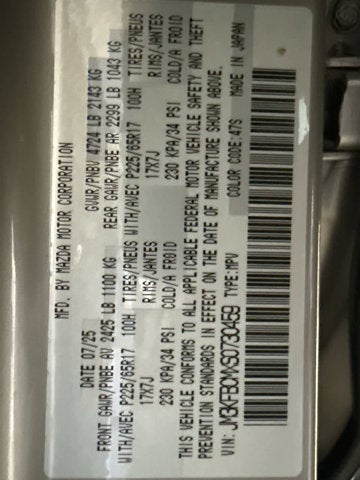 MFD. BY MAZDA MOTOR CORPORATION
DATE 07/25 GVWR/PNBV 4724 LB 2143 KG
FRONT GAWR/PNBE AV 2425 LB 1100 KG REAR GAWR/PNBE AR 2299 LB 1043 KG
WITH/AVEC P225/65R17 100H TIRES/PNEUS WITH/AVEC P225/65R17 100H TIRES/PNEUS
17X7J RIMS/JANTES 17X7J RIMS/JANTES
230 KPA/34 PSI COLD/A FROID 230 KPA/34 PSI COLD/A FROID
THIS VEHICLE CONFORMS TO ALL APPLICABLE FEDERAL MOTOR VEHICLE SAFETY AND THEFT
PREVENTION STANDARDS IN EFFECT ON THE DATE OF MANUFACTURE SHOWN ABOVE.
VIN: JM3KFBCM\S0730459 TYPE:MPV COLOR CODE:47S MADE IN JAPAN